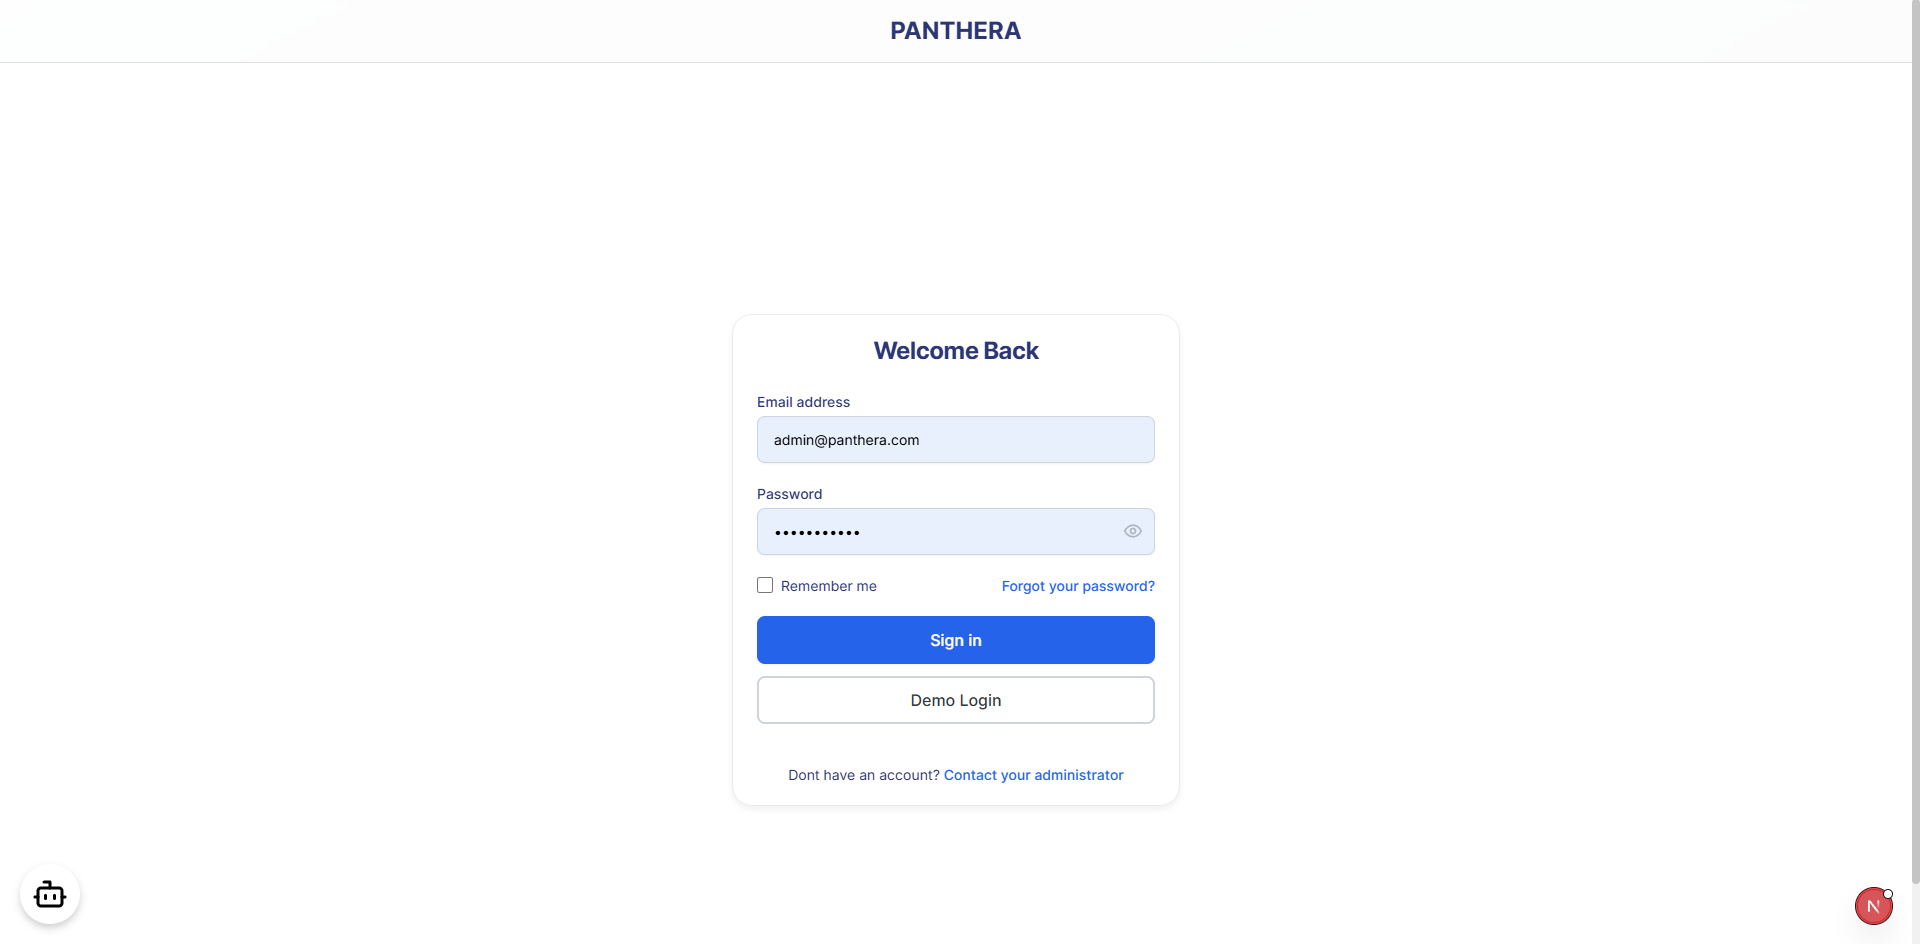 PANTHERA
Welcome Back
Email address
admin@panthera.com
Password
•••••••••••
Remember me
Forgot your password?
Sign in
Demo Login
Dont have an account? Contact your administrator
N